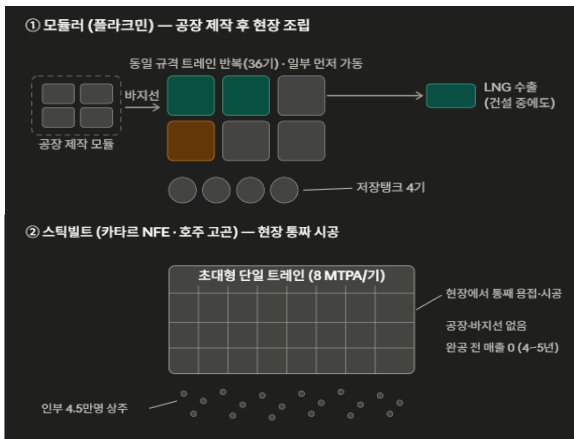 ① 모듈러 (플라크민) — 공장 제작 후 현장 조립
동일 규격 트레인 반복(36기) · 일부 먼저 가동
바지선
LNG 수출
(건설 중에도)
공장 제작 모듈
저장탱크 4기
② 스틱빌트 (카타르 NFE · 호주 고곤) — 현장 통짜 시공
초대형 단일 트레인 (8 MTPA/기)
현장에서 통째 용접·시공
공장·바지선 없음
완공 전 매출 0 (4~5년)
인부 4.5만명 상주